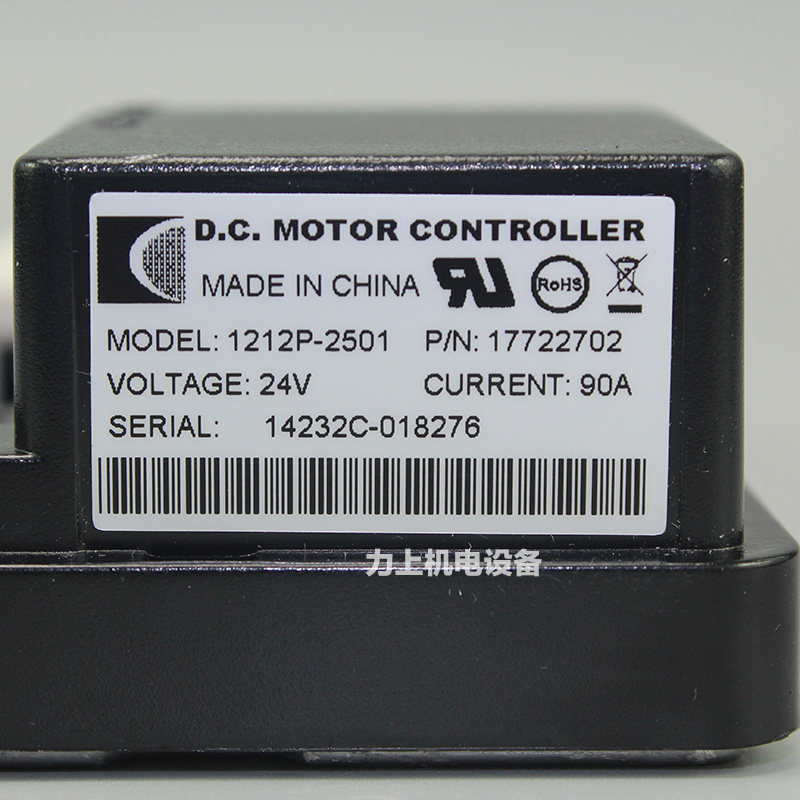 D.C. MOTOR CONTROLLER
MADE IN CHINA
RoHS
MODEL: 1212P-2501 P/N: 17722702
VOLTAGE: 24V CURRENT: 90A
SERIAL: 14232C-018276
力上机电设备